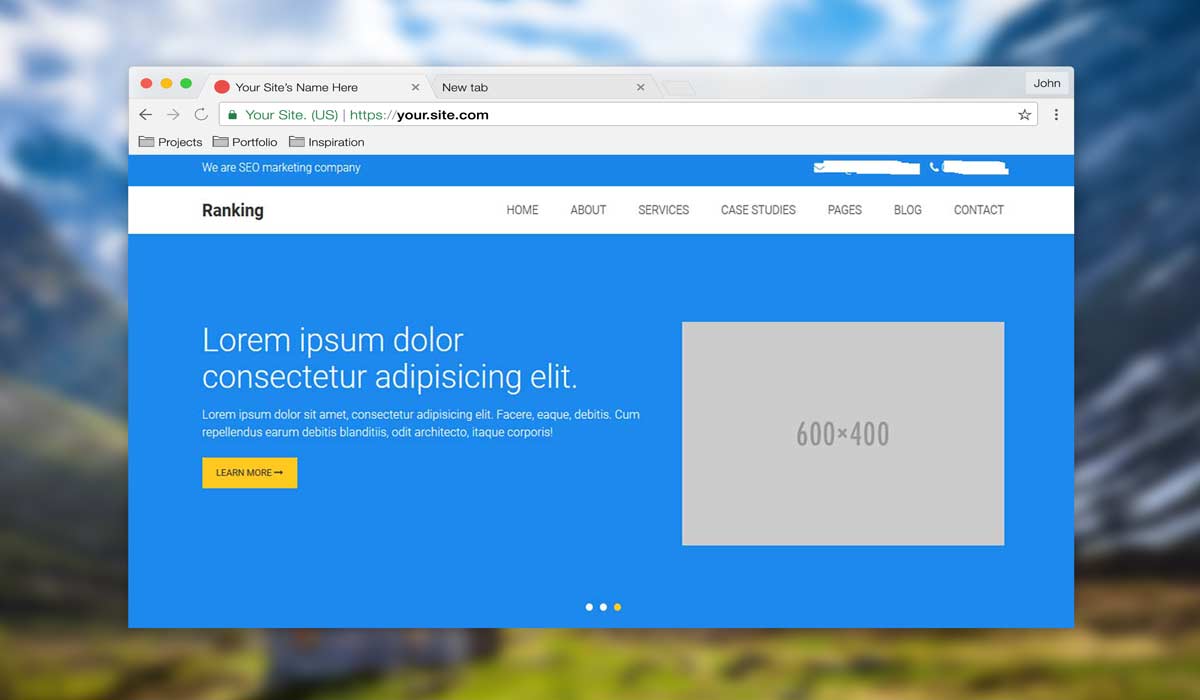 Your Site's Name Here
New tab
John
Your Site. (US) | https://your.site.com
Projects Portfolio Inspiration
We are SEO marketing company
Ranking
HOME ABOUT SERVICES CASE STUDIES PAGES BLOG CONTACT
Lorem ipsum dolor
consectetur adipisicing elit.
Lorem ipsum dolor sit amet, consectetur adipisicing elit. Facere, eaque, debitis. Cum
repellendus earum debitis blanditiis, odit architecto, itaque corporis!
LEARN MORE
600×400